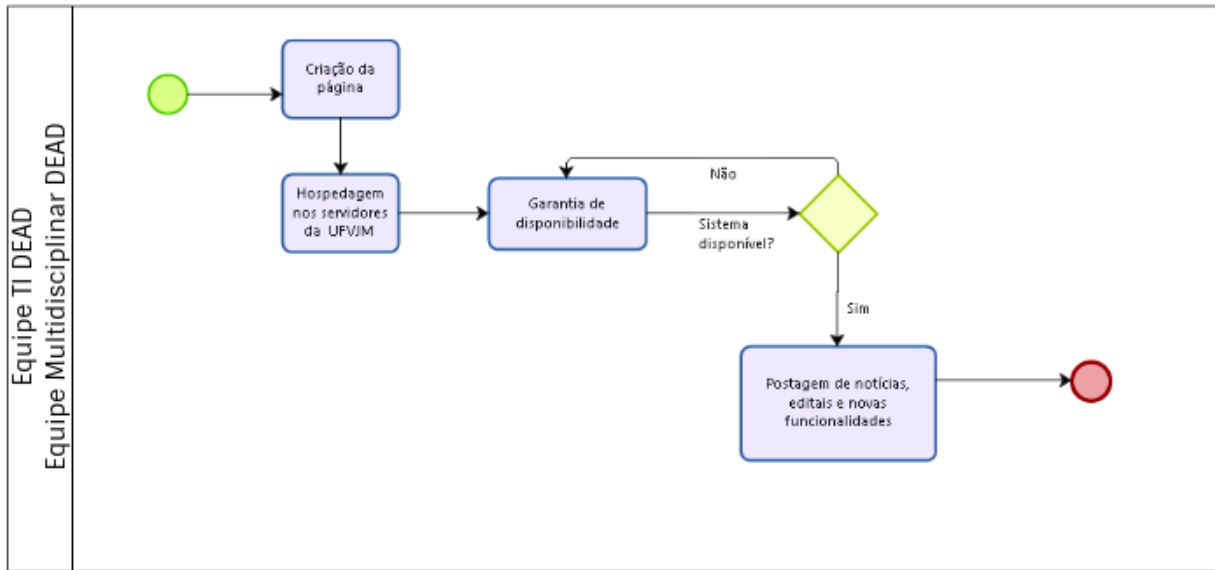 Equipe TI DEAD
Equipe Multidisciplinar DEAD
Criação da
página
Hospedagem
nos servidores
da UFVJM
Garantia de
disponibilidade
Não
Sistema
disponível?
Sim
Postagem de notícias,
editais e novas
funcionalidades